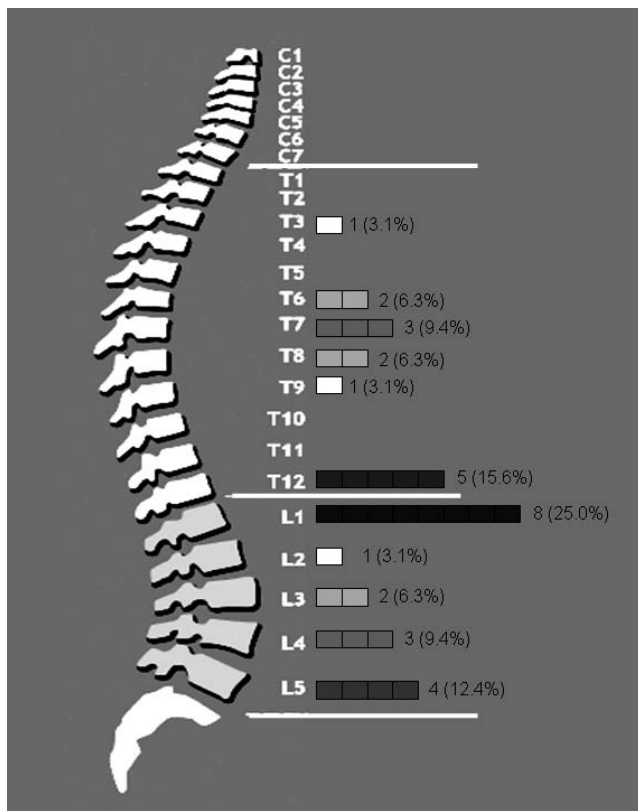 C1
C2
C3
C4
C5
C6
C7
T1
T2
T3 1 (3.1%)
T4
T5
T6 2 (6.3%)
T7 3 (9.4%)
T8 2 (6.3%)
T9 1 (3.1%)
T10
T11
T12 5 (15.6%)
L1 8 (25.0%)
L2 1 (3.1%)
L3 2 (6.3%)
L4 3 (9.4%)
L5 4 (12.4%)